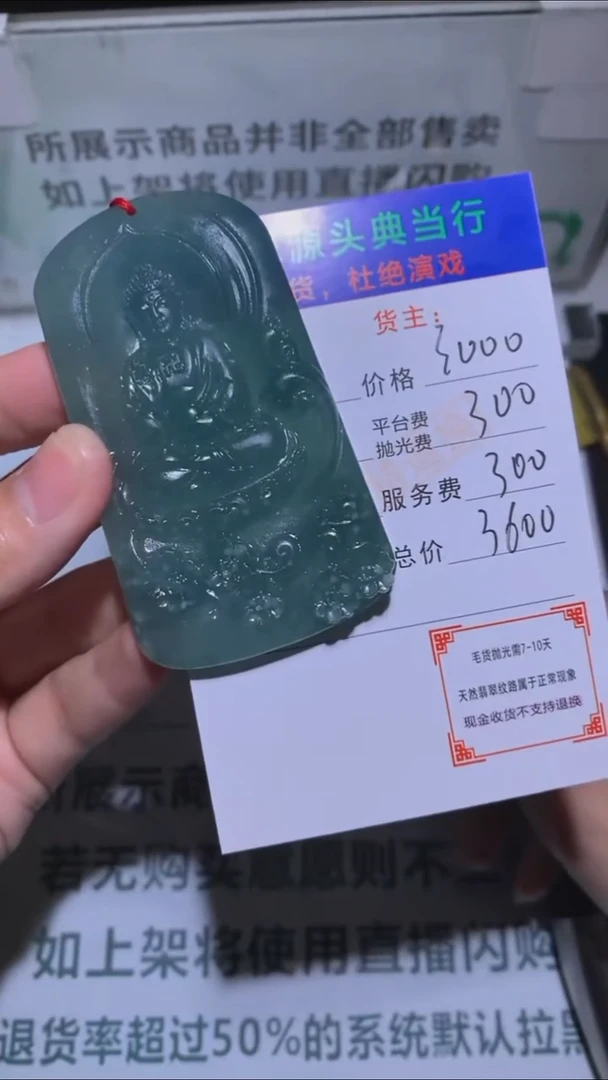 所展示商品并非全部售卖
如上架将使用直播闪购
源头典当行
货，杜绝演戏
货主：
价格 3000
平台费
抛光费 300
服务费 300
总价 3600
毛货抛光需7-10天
天然翡翠纹路属于正常现象
现金收货不支持退换
所展示商
若无购买意愿则不
如上架将使用直播闪购
退货率超过50%的系统默认拉黑